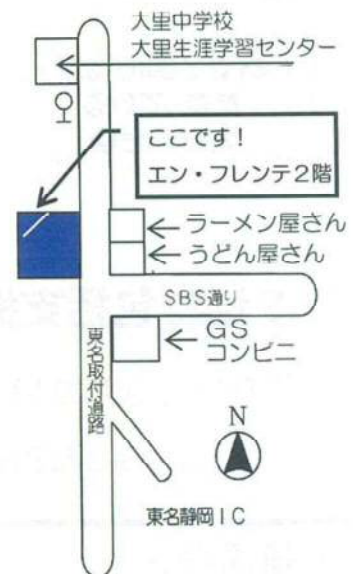 大里中学校
大里生涯学習センター
ここです！
エン・フレンテ2階
ラーメン屋さん
うどん屋さん
SBS通り
GS
コンビニ
東名取付道路
N
東名静岡IC